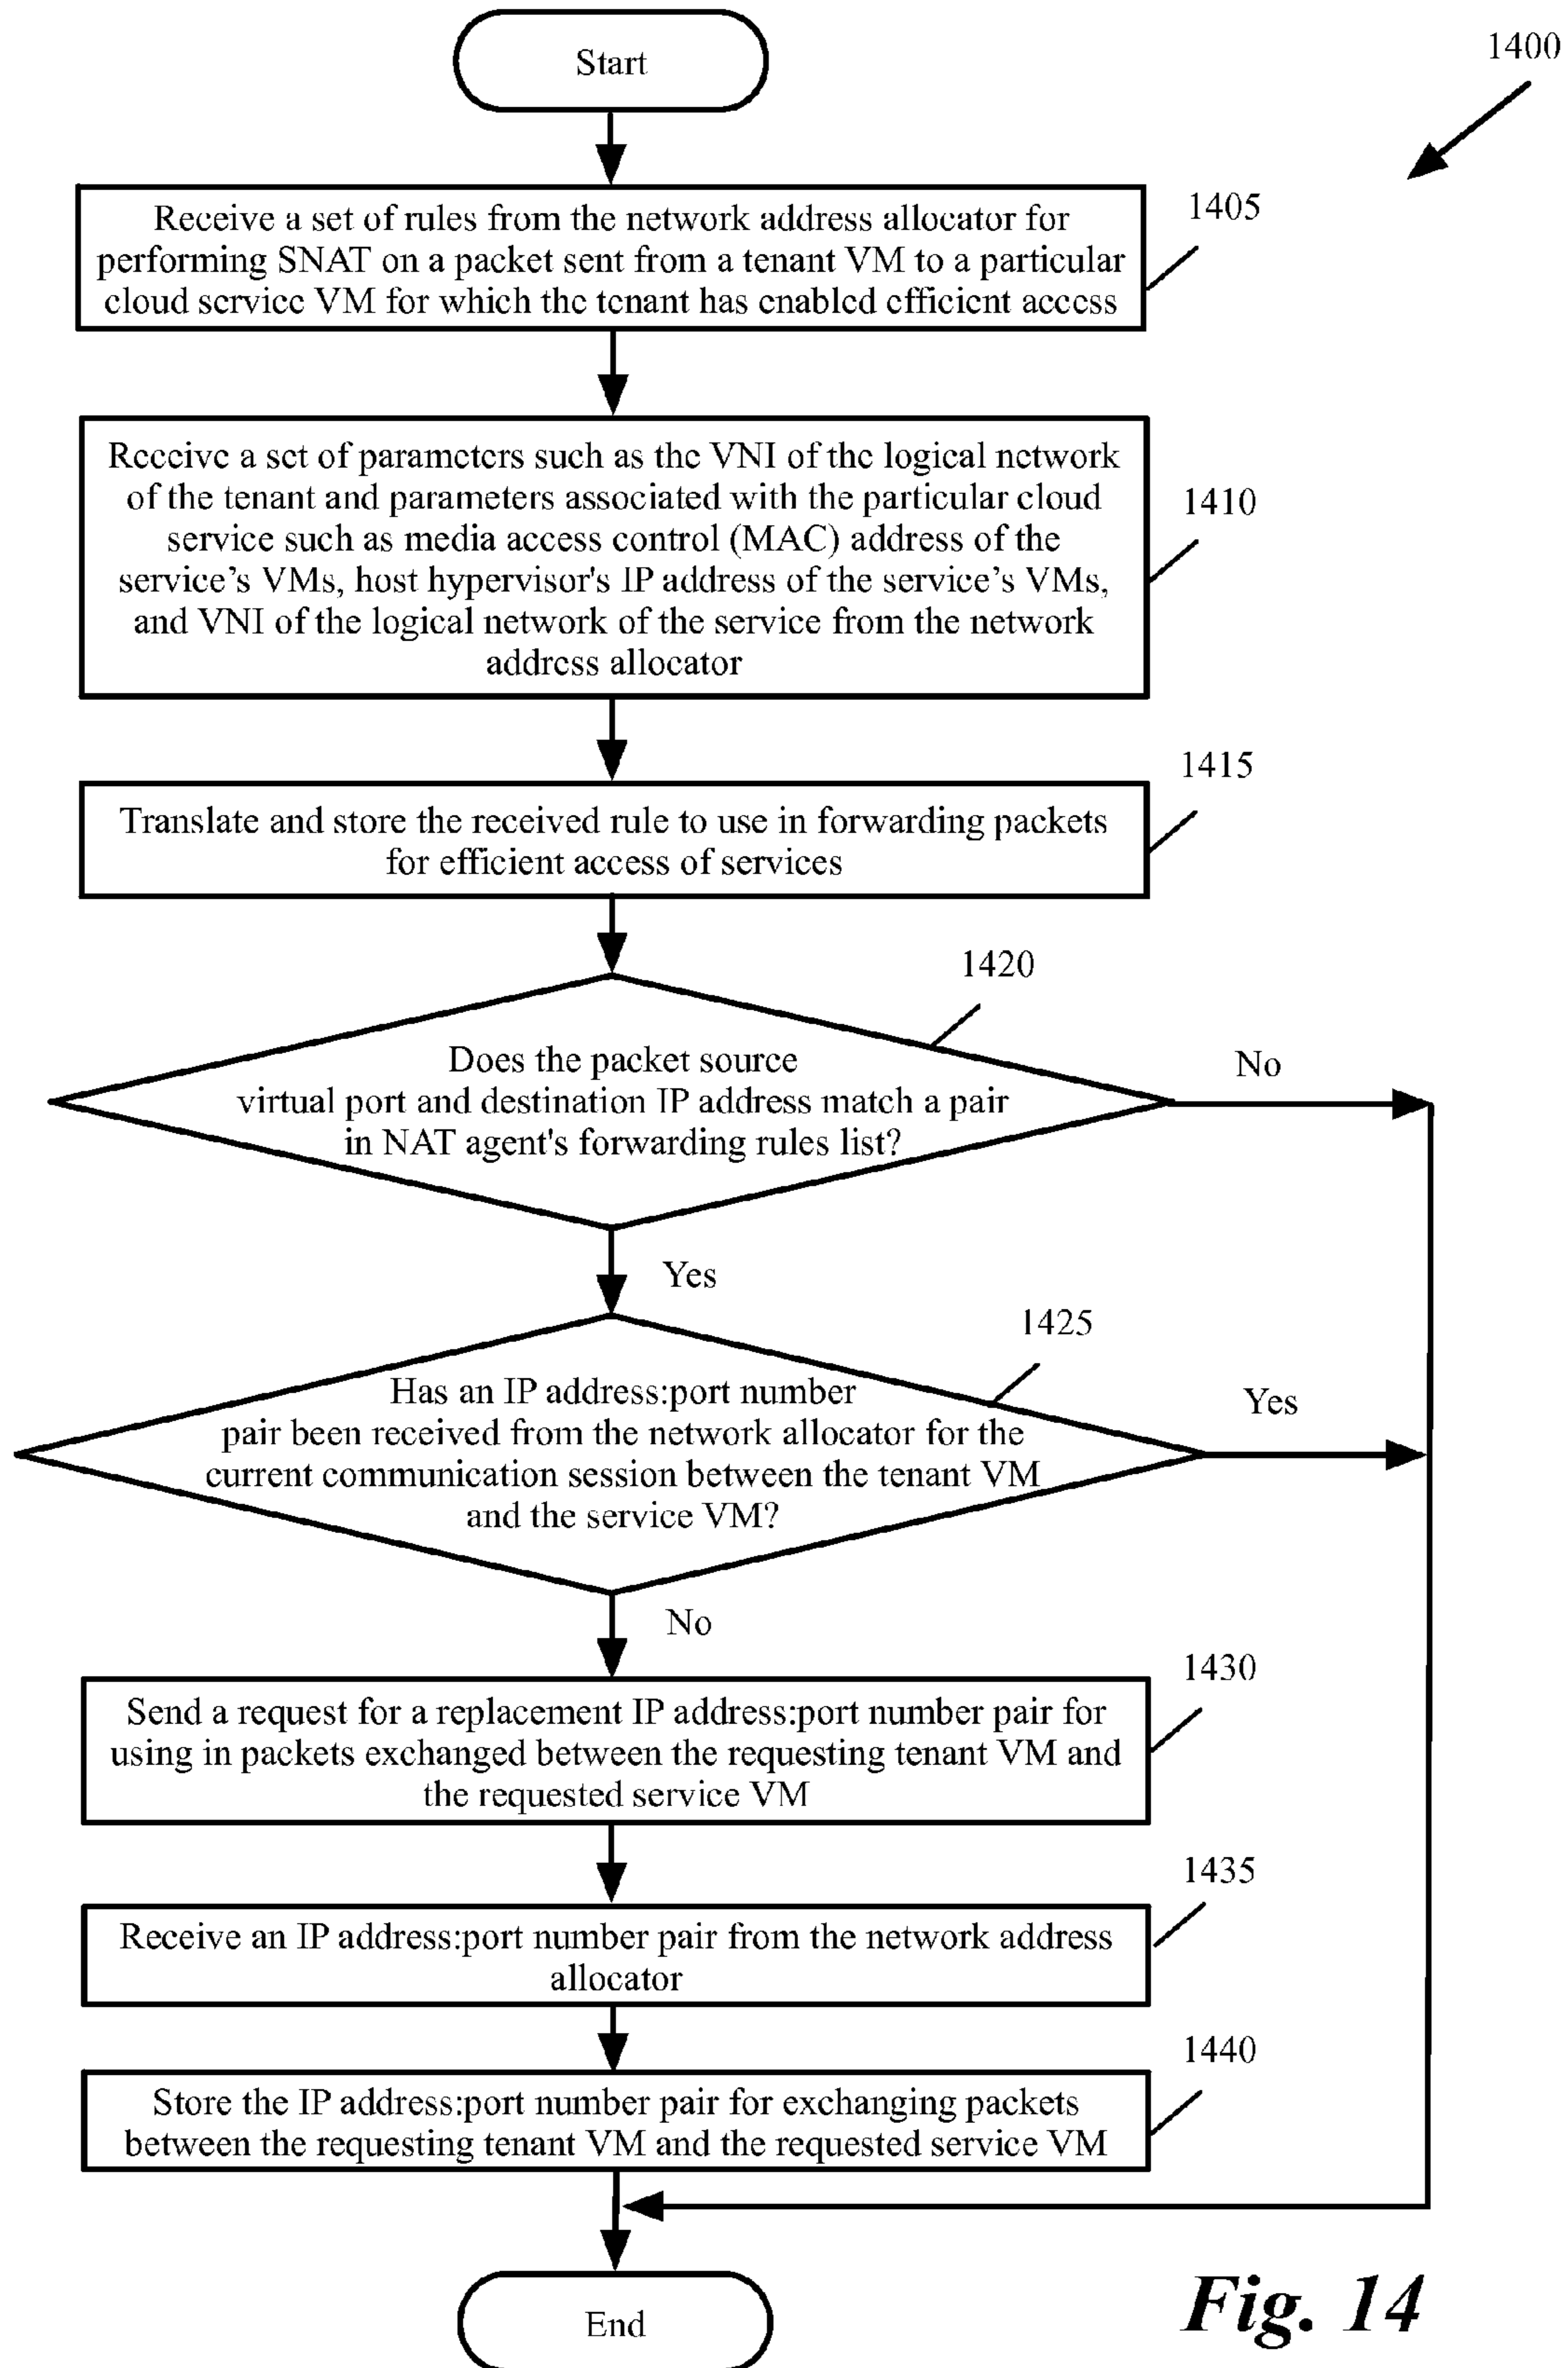 Start
1400
Receive a set of rules from the network address allocator for
performing SNAT on a packet sent from a tenant VM to a particular
cloud service VM for which the tenant has enabled efficient access
1405
Receive a set of parameters such as the VNI of the logical network
of the tenant and parameters associated with the particular cloud
service such as media access control (MAC) address of the
service's VMs, host hypervisor's IP address of the service's VMs,
and VNI of the logical network of the service from the network
address allocator
1410
Translate and store the received rule to use in forwarding packets
for efficient access of services
1415
1420
Does the packet source
virtual port and destination IP address match a pair
in NAT agent's forwarding rules list?
No
Yes
1425
Has an IP address:port number
pair been received from the network allocator for the
current communication session between the tenant VM
and the service VM?
Yes
No
1430
Send a request for a replacement IP address:port number pair for
using in packets exchanged between the requesting tenant VM and
the requested service VM
1435
Receive an IP address:port number pair from the network address
allocator
1440
Store the IP address:port number pair for exchanging packets
between the requesting tenant VM and the requested service VM
End
Fig. 14